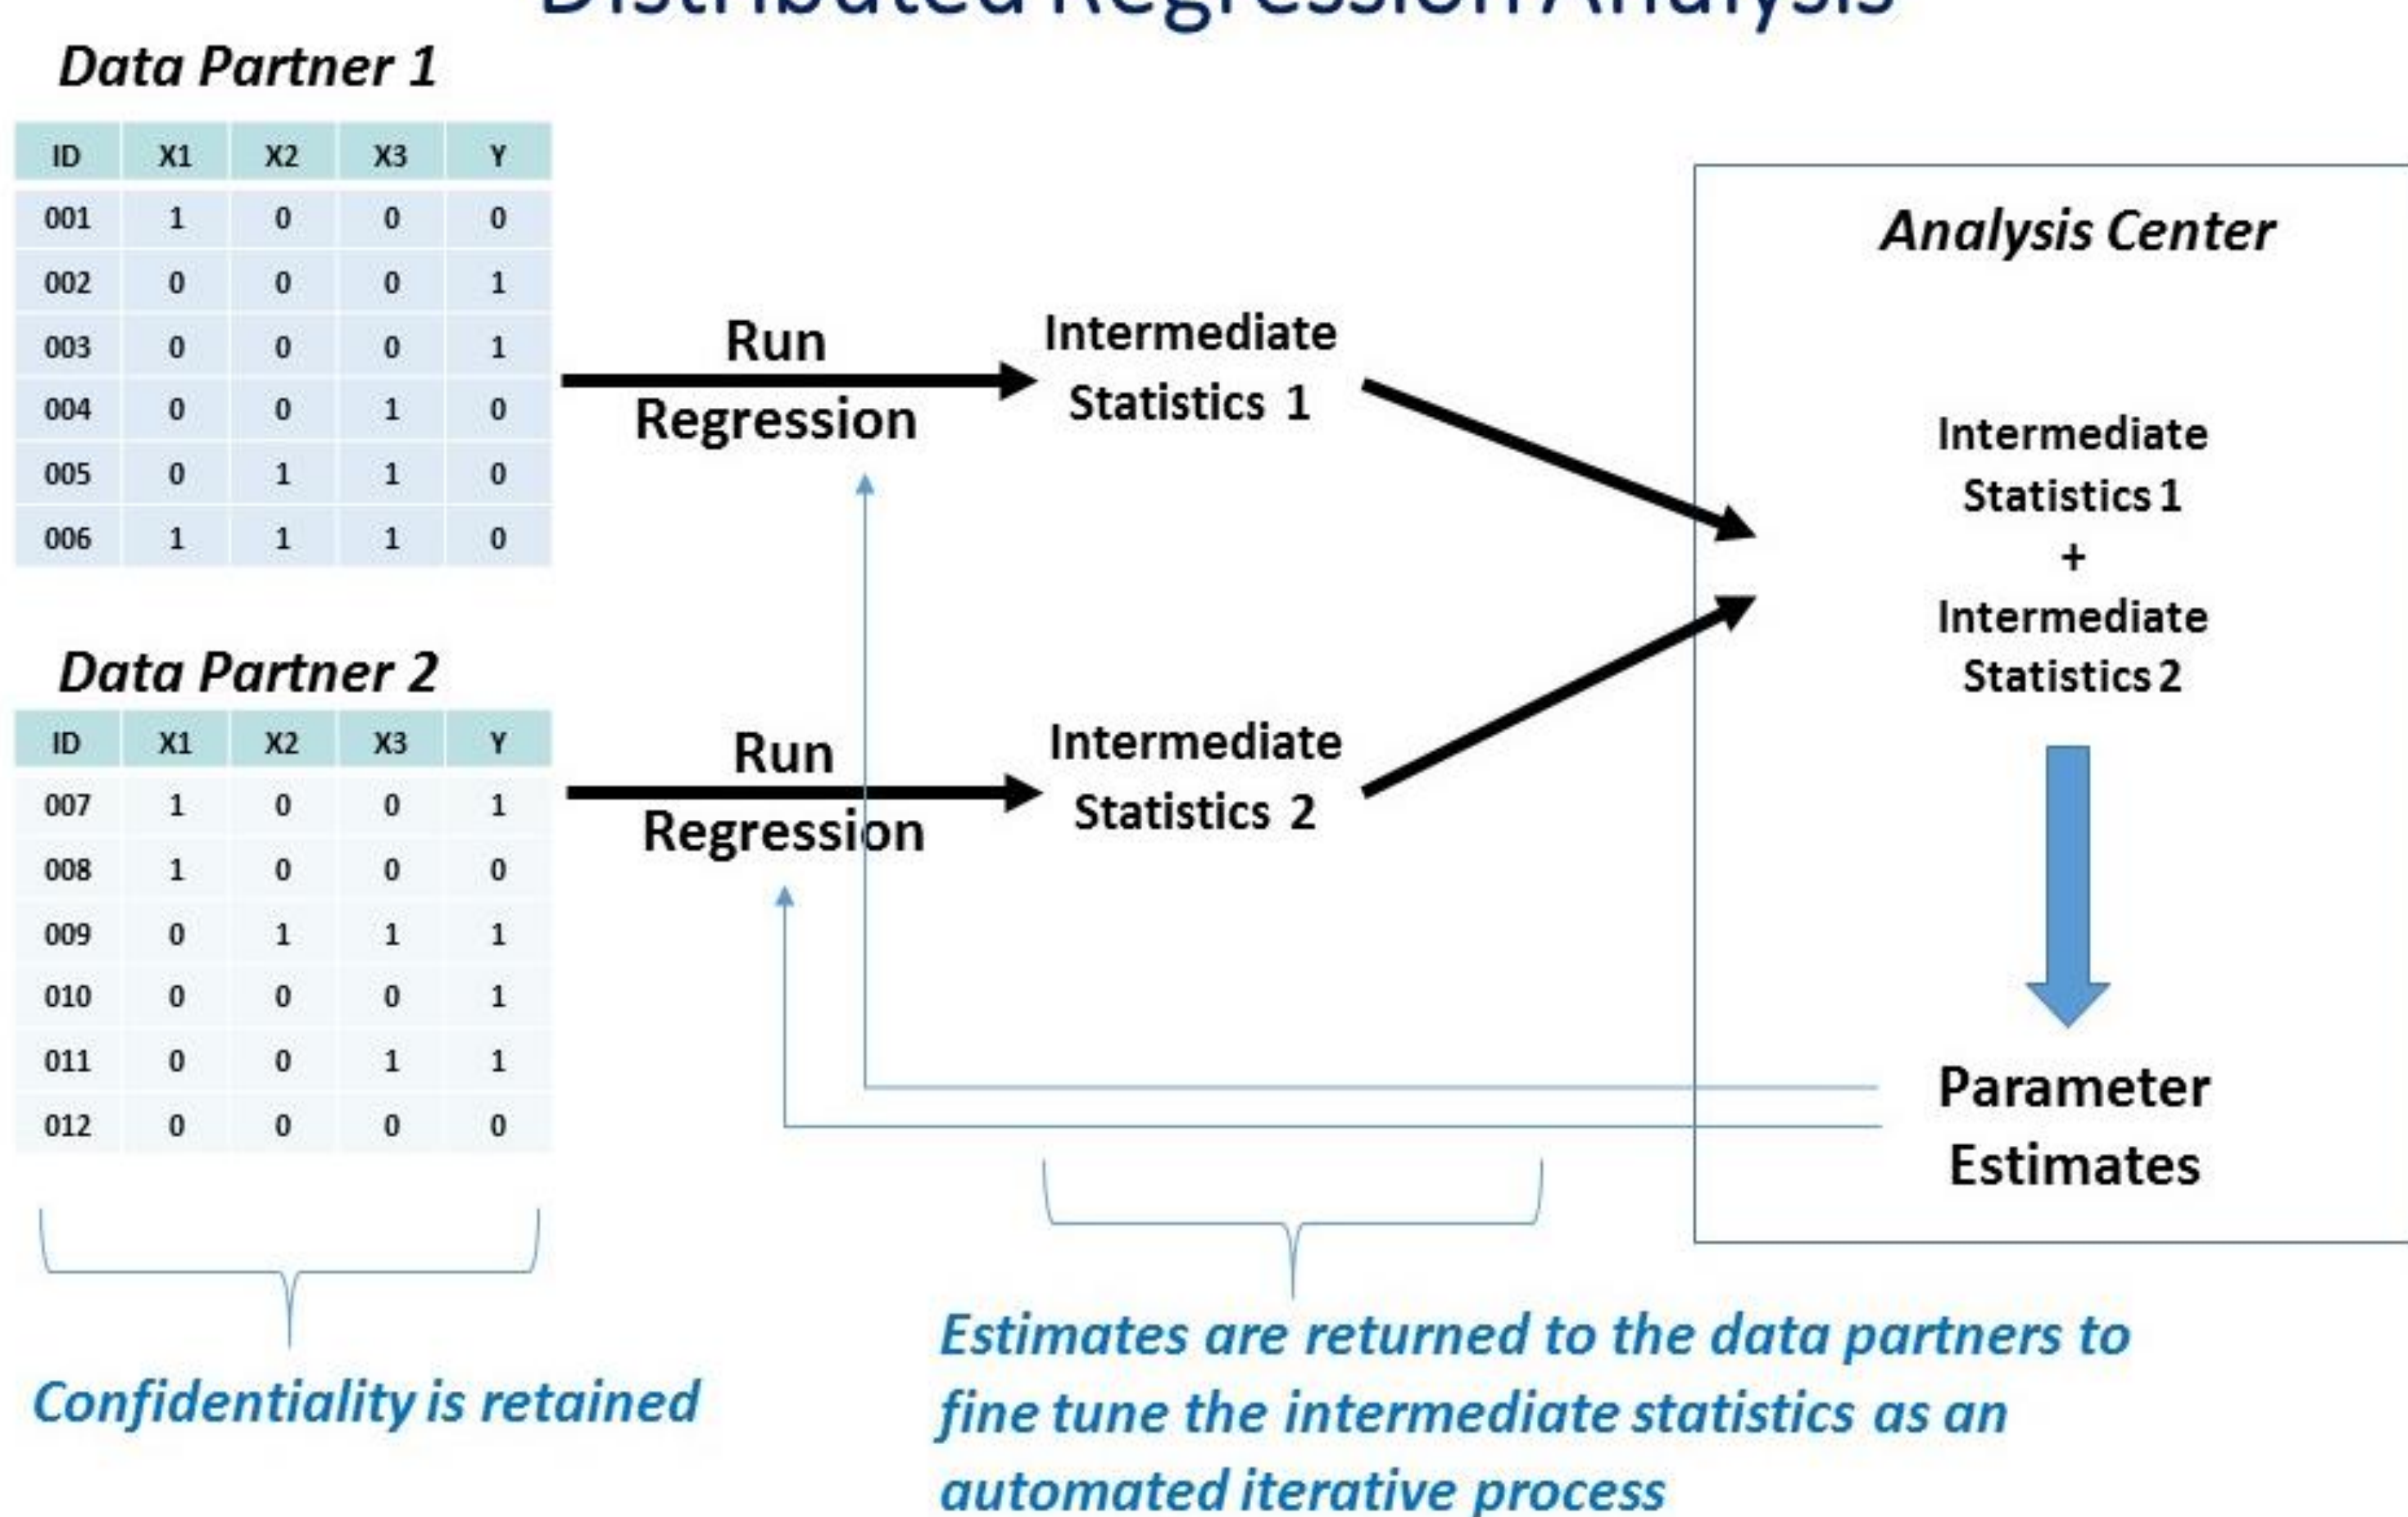 Distributed Regression Analysis
Data Partner 1
ID X1 X2 X3 Y
001 1 0 0 0
002 0 0 0 1
003 0 0 0 1
004 0 0 1 0
005 0 1 1 0
006 1 1 1 0
Run
Regression
Intermediate
Statistics 1
Data Partner 2
ID X1 X2 X3 Y
007 1 0 0 1
008 1 0 0 0
009 0 1 1 1
010 0 0 0 1
011 0 0 1 1
012 0 0 0 0
Run
Regression
Intermediate
Statistics 2
Analysis Center
Intermediate
Statistics 1
+
Intermediate
Statistics 2
Parameter
Estimates
Confidentiality is retained
Estimates are returned to the data partners to
fine tune the intermediate statistics as an
automated iterative process